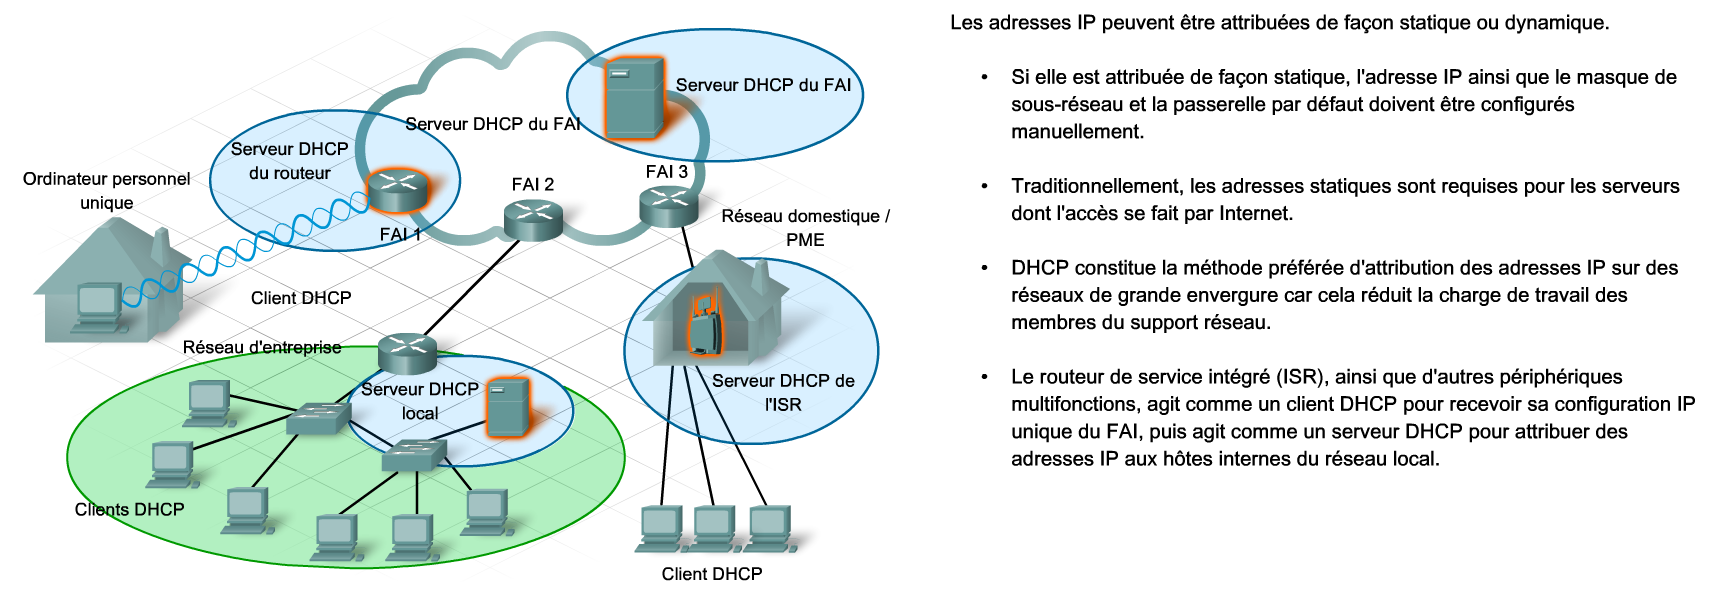 Serveur DHCP du FAI
Serveur DHCP du FAI
Serveur DHCP
du routeur
Ordinateur personnel
unique
FAI 1
FAI 2
FAI 3
Réseau domestique /
PME
Client DHCP
Réseau d'entreprise
Serveur DHCP
local
Serveur DHCP de
l'ISR
Clients DHCP
Client DHCP
Les adresses IP peuvent être attribuées de façon statique ou dynamique.
• Si elle est attribuée de façon statique, l'adresse IP ainsi que le masque de
sous-réseau et la passerelle par défaut doivent être configurés
manuellement.
• Traditionnellement, les adresses statiques sont requises pour les serveurs
dont l'accès se fait par Internet.
• DHCP constitue la méthode préférée d'attribution des adresses IP sur des
réseaux de grande envergure car cela réduit la charge de travail des
membres du support réseau.
• Le routeur de service intégré (ISR), ainsi que d'autres périphériques
multifonctions, agit comme un client DHCP pour recevoir sa configuration IP
unique du FAI, puis agit comme un serveur DHCP pour attribuer des
adresses IP aux hôtes internes du réseau local.